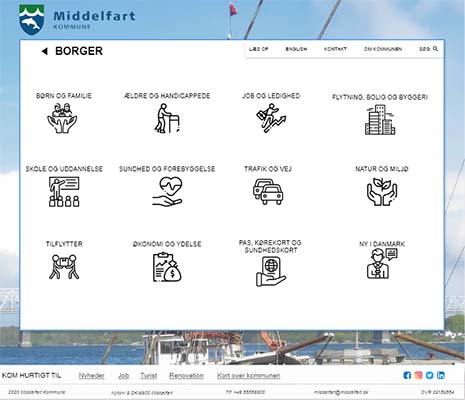 Middelfart
KOMMUNE
BORGER
LÆS OP ENGLISH KONTAKT OM KOMMUNEN SØG
BØRN OG FAMILIE ÆLDRE OG HANDICAPPEDE JOB OG LEDIGHED FLYTNING, BOLIG OG BYGGERI
SKOLE OG UDDANNELSE SUNDHED OG FOREBYGGELSE TRAFIK OG VEJ NATUR OG MILJØ
TILFLYTTER ØKONOMI OG YDELSE PAS, KØREKORT OG
SUNDHEDSKORT NY I DANMARK
KOM HURTIGT TIL Nyheder Job Turist Renovation Kort over kommunen
2020 Middelfart Kommune Nytorv 9 DK-5500 Middelfart Tlf. +45 88885500 middelfart@middelfart.dk CVR 29189684